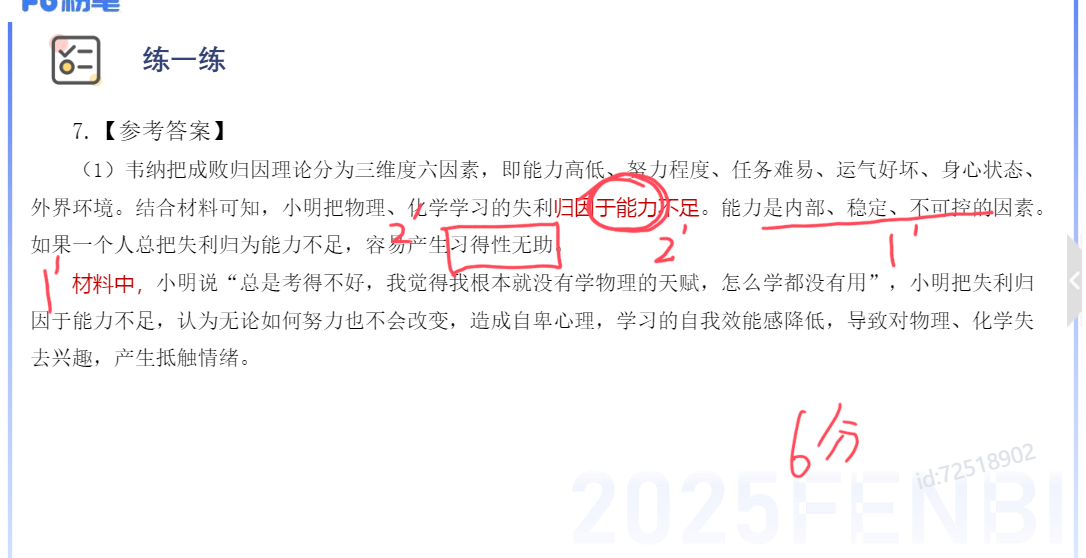 粉笔
练一练
7.【参考答案】
（1）韦纳把成败归因理论分为三维度六因素，即能力高低、努力程度、任务难易、运气好坏、身心状态、
外界环境。结合材料可知，小明把物理、化学学习的失利归因于能力不足。能力是内部、稳定、不可控的因素。
2'
2'
1'
如果一个人总把失利归为能力不足，容易产生习得性无助。
1'
材料中，小明说“总是考得不好，我觉得我根本就没有学物理的天赋，怎么学都没有用”，小明把失利归
因于能力不足，认为无论如何努力也不会改变，造成自卑心理，学习的自我效能感降低，导致对物理、化学失
去兴趣，产生抵触情绪。
6分
id:72518902
2025FENBI